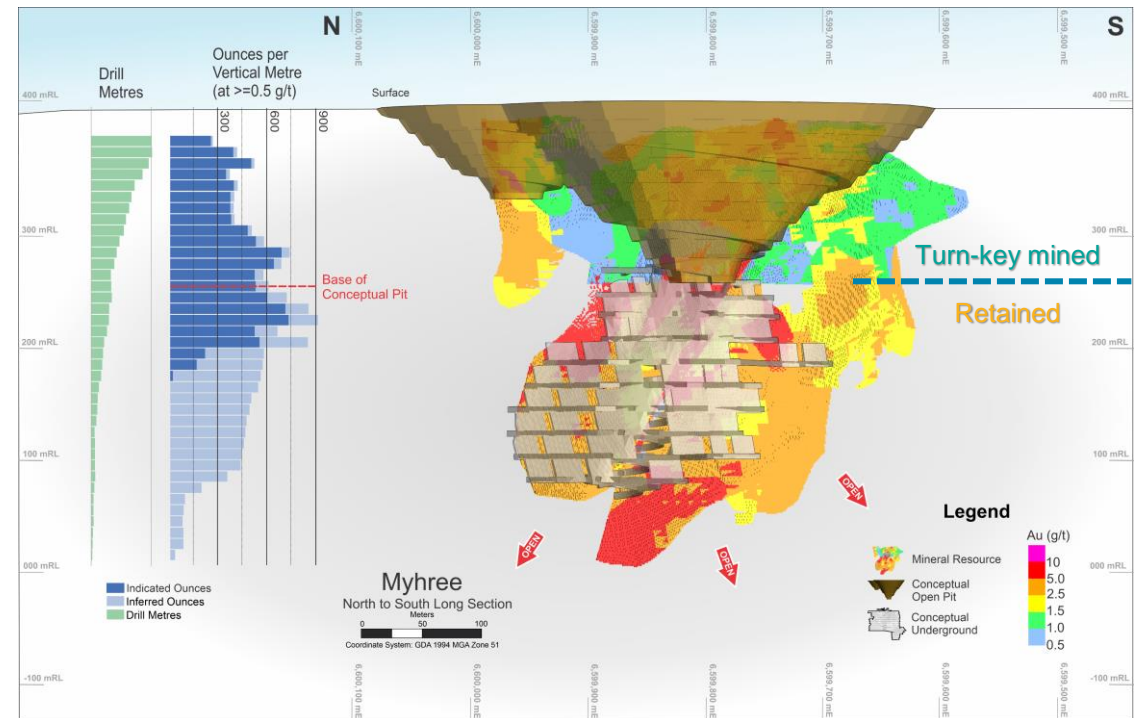 N
S
6,600,100 mE
6,600,000 mE
6,599,900 mE
6,599,800 mE
6,599,700 mE
6,599,600 mE
6,599,500 mE
Drill
Metres
Ounces per
Vertical Metre
(at >=0.5 g/t)
Surface
400 mRL
400 mRL
300
600
900
300 mRL
300 mRL
Base of
Conceptual Pit
Turn-key mined
Retained
200 mRL
200 mRL
100 mRL
100 mRL
OPEN
OPEN
OPEN
000 mRL
000 mRL
Indicated Ounces
Inferred Ounces
Drill Metres
Myhree
North to South Long Section
Meters
0
50
100
Coordinate System: GDA 1994 MGA Zone 51
Legend
Au (g/t)
Mineral Resource
Conceptual
Open Pit
Conceptual
Underground
10
5.0
2.5
1.5
1.0
0.5
-100 mRL
-100 mRL
6,600,100 mE
6,600,000 mE
6,599,900 mE
6,599,800 mE
6,599,700 mE
6,599,600 mE
6,599,500 mE